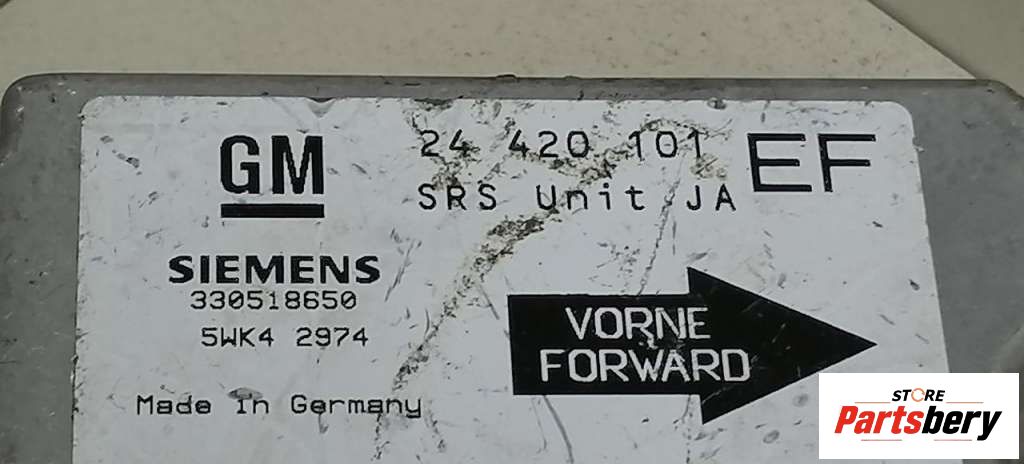 GM
24 420 101 EF
SRS Unit JA
SIEMENS
330518650
5WK4 2974
VORNE
FORWARD
Made In Germany
STORE
Partsbery